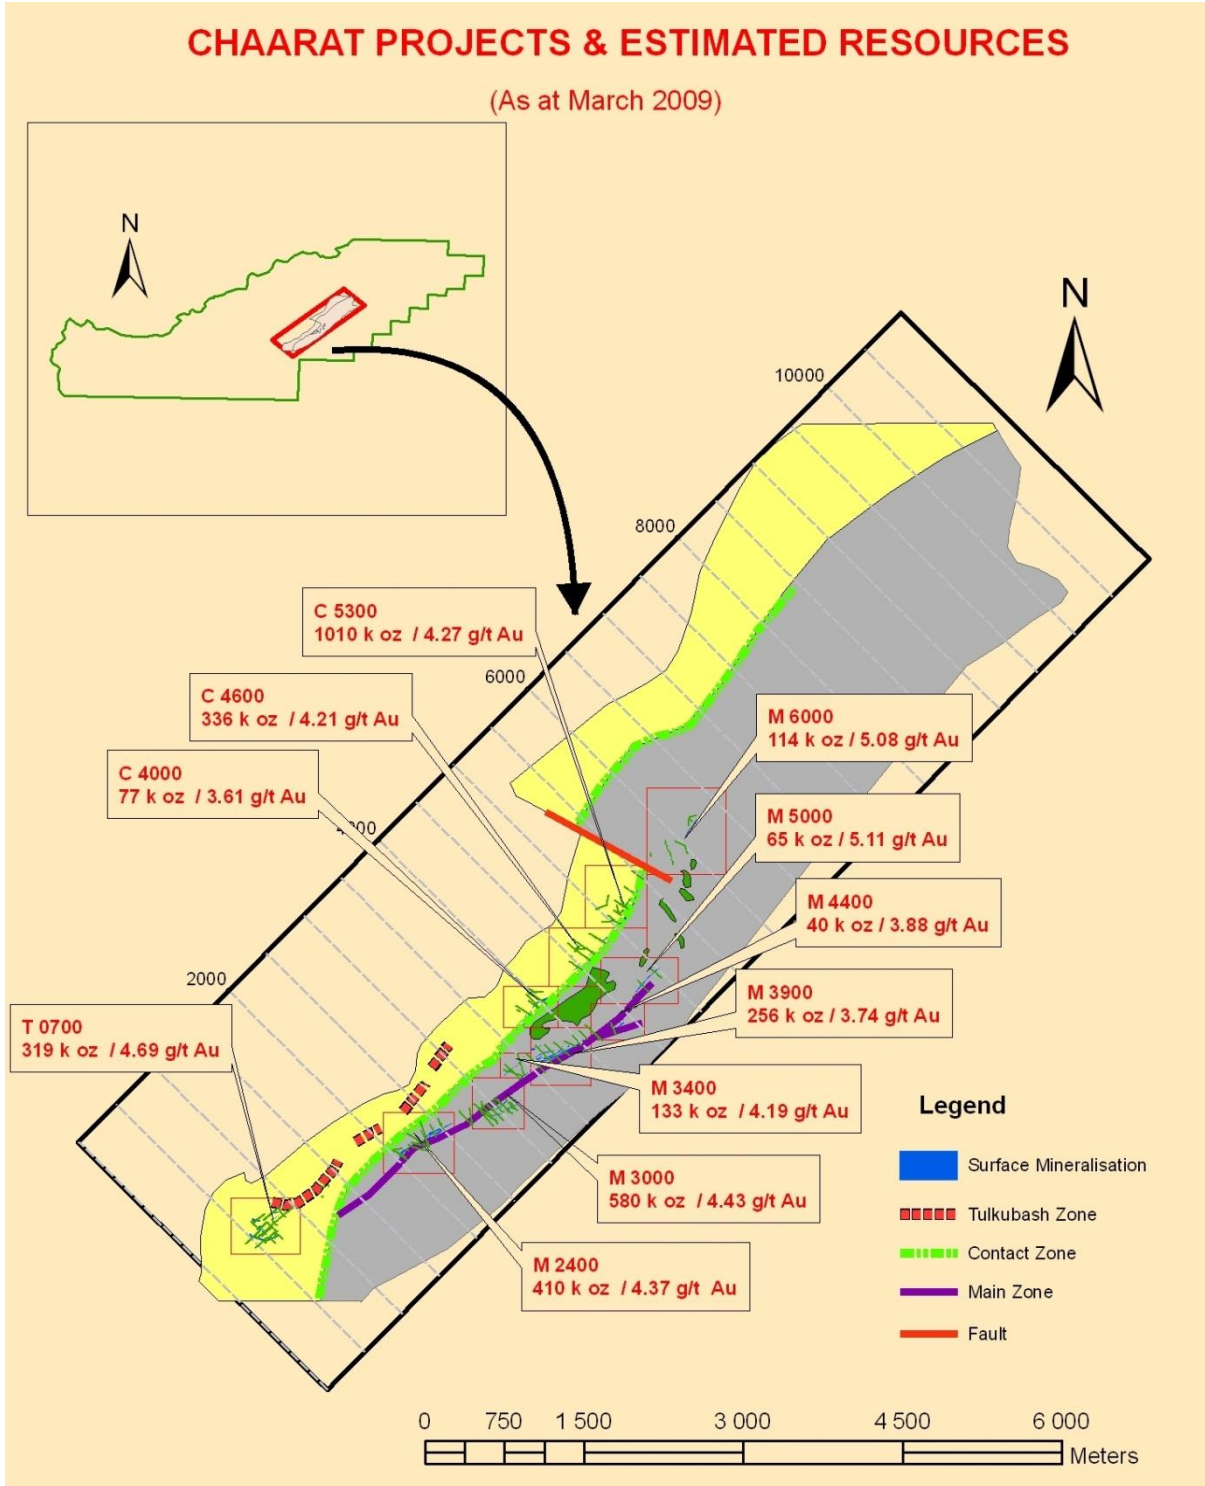 CHAARAT PROJECTS & ESTIMATED RESOURCES
(As at March 2009)
N
N
10000
8000
C 5300
1010 k oz / 4.27 g/t Au
6000
C 4600
336 k oz / 4.21 g/t Au
M 6000
114 k oz / 5.08 g/t Au
C 4000
77 k oz / 3.61 g/t Au
M 5000
65 k oz / 5.11 g/t Au
M 4400
40 k oz / 3.88 g/t Au
2000
M 3900
256 k oz / 3.74 g/t Au
T 0700
319 k oz / 4.69 g/t Au
M 3400
133 k oz / 4.19 g/t Au
M 3000
580 k oz / 4.43 g/t Au
M 2400
410 k oz / 4.37 g/t Au
Legend
Surface Mineralisation
Tulkubash Zone
Contact Zone
Main Zone
Fault
0 750 1 500 3 000 4 500 6 000
Meters